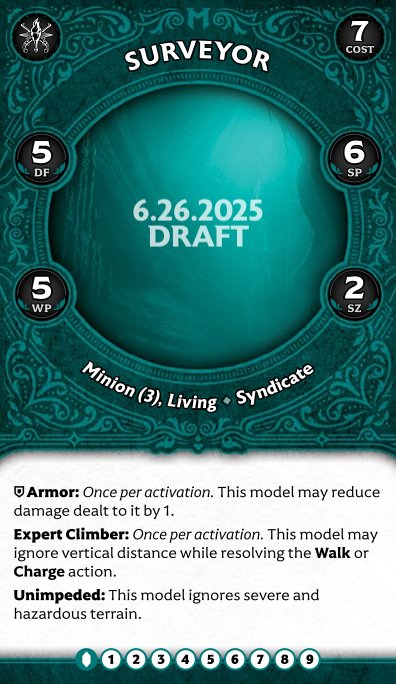 SURVEYOR
7
COST
5
DF
6
SP
6.26.2025
DRAFT
5
WP
2
SZ
Minion (3), Living ◆ Syndicate
Armor: Once per activation. This model may reduce
damage dealt to it by 1.
Expert Climber: Once per activation. This model may
ignore vertical distance while resolving the Walk or
Charge action.
Unimpeded: This model ignores severe and
hazardous terrain.
1 2 3 4 5 6 7 8 9